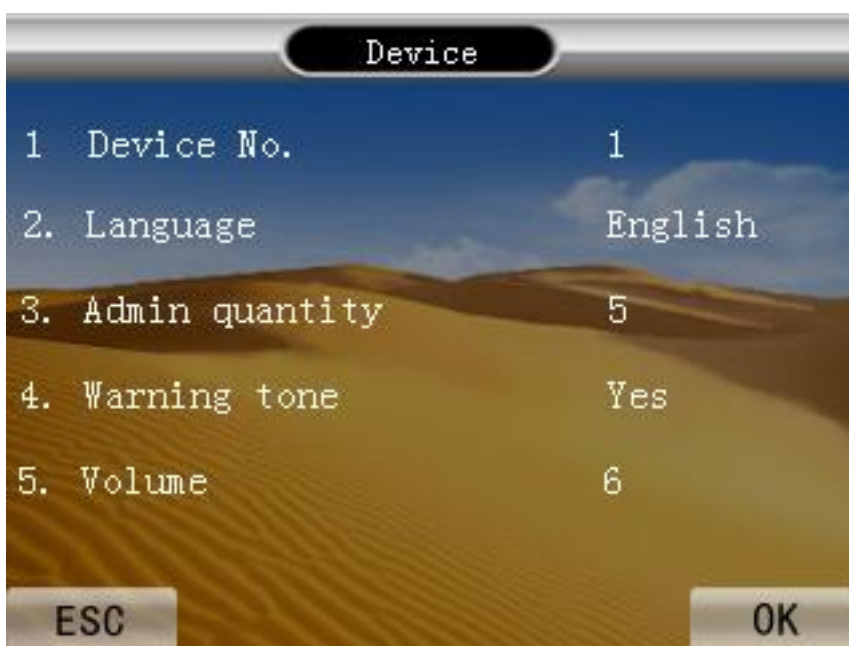 Device
1 Device No. 1
2. Language English
3. Admin quantity 5
4. Warning tone Yes
5. Volume 6
ESC OK